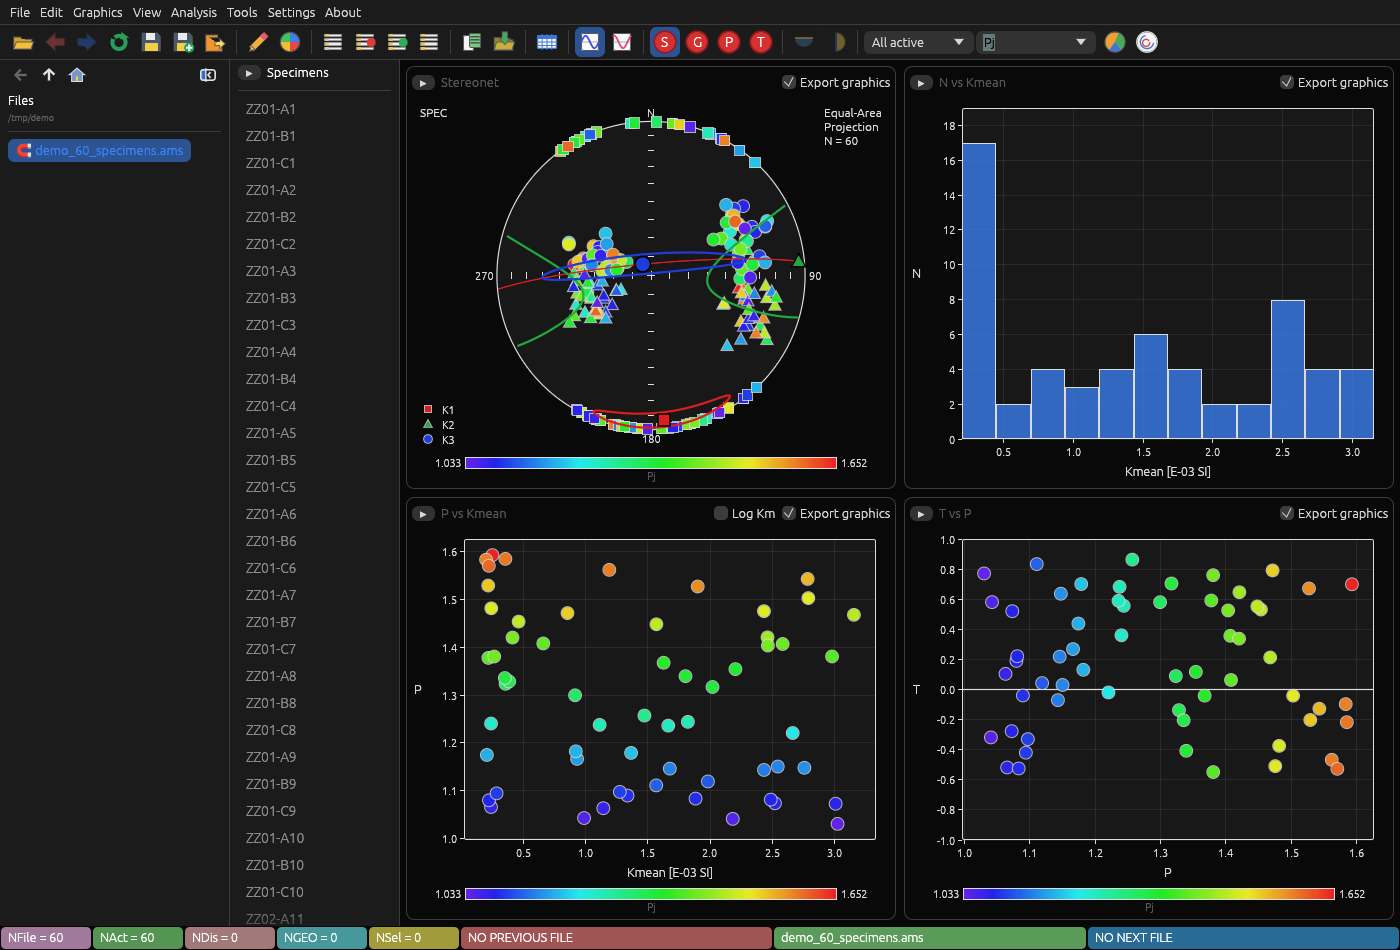 File Edit Graphics View Analysis Tools Settings About
S G P T All active Pj
Files
/tmp/demo
demo_60_specimens.ams
Specimens
ZZ01-A1
ZZ01-B1
ZZ01-C1
ZZ01-A2
ZZ01-B2
ZZ01-C2
ZZ01-A3
ZZ01-B3
ZZ01-C3
ZZ01-A4
ZZ01-B4
ZZ01-C4
ZZ01-A5
ZZ01-B5
ZZ01-C5
ZZ01-A6
ZZ01-B6
ZZ01-C6
ZZ01-A7
ZZ01-B7
ZZ01-C7
ZZ01-A8
ZZ01-B8
ZZ01-C8
ZZ01-A9
ZZ01-B9
ZZ01-C9
ZZ01-A10
ZZ01-B10
ZZ01-C10
ZZ02-A11
Stereonet Export graphics
SPEC
N
Equal-Area
Projection
N = 60
270
90
180
K1
K2
K3
1.033 1.652
Pj
N vs Kmean Export graphics
18
16
14
12
10
8
6
4
2
0
N
0.5 1.0 1.5 2.0 2.5 3.0
Kmean [E-03 SI]
P vs Kmean Log Km Export graphics
1.6
1.5
1.4
1.3
1.2
1.1
1.0
P
0.5 1.0 1.5 2.0 2.5 3.0
Kmean [E-03 SI]
1.033 1.652
Pj
T vs P Export graphics
1.0
0.8
0.6
0.4
0.2
0.0
-0.2
-0.4
-0.6
-0.8
-1.0
T
1.0 1.1 1.2 1.3 1.4 1.5 1.6
P
1.033 1.652
Pj
NFile = 60 NAct = 60 NDis = 0 NGEO = 0 NSel = 0 NO PREVIOUS FILE demo_60_specimens.ams NO NEXT FILE